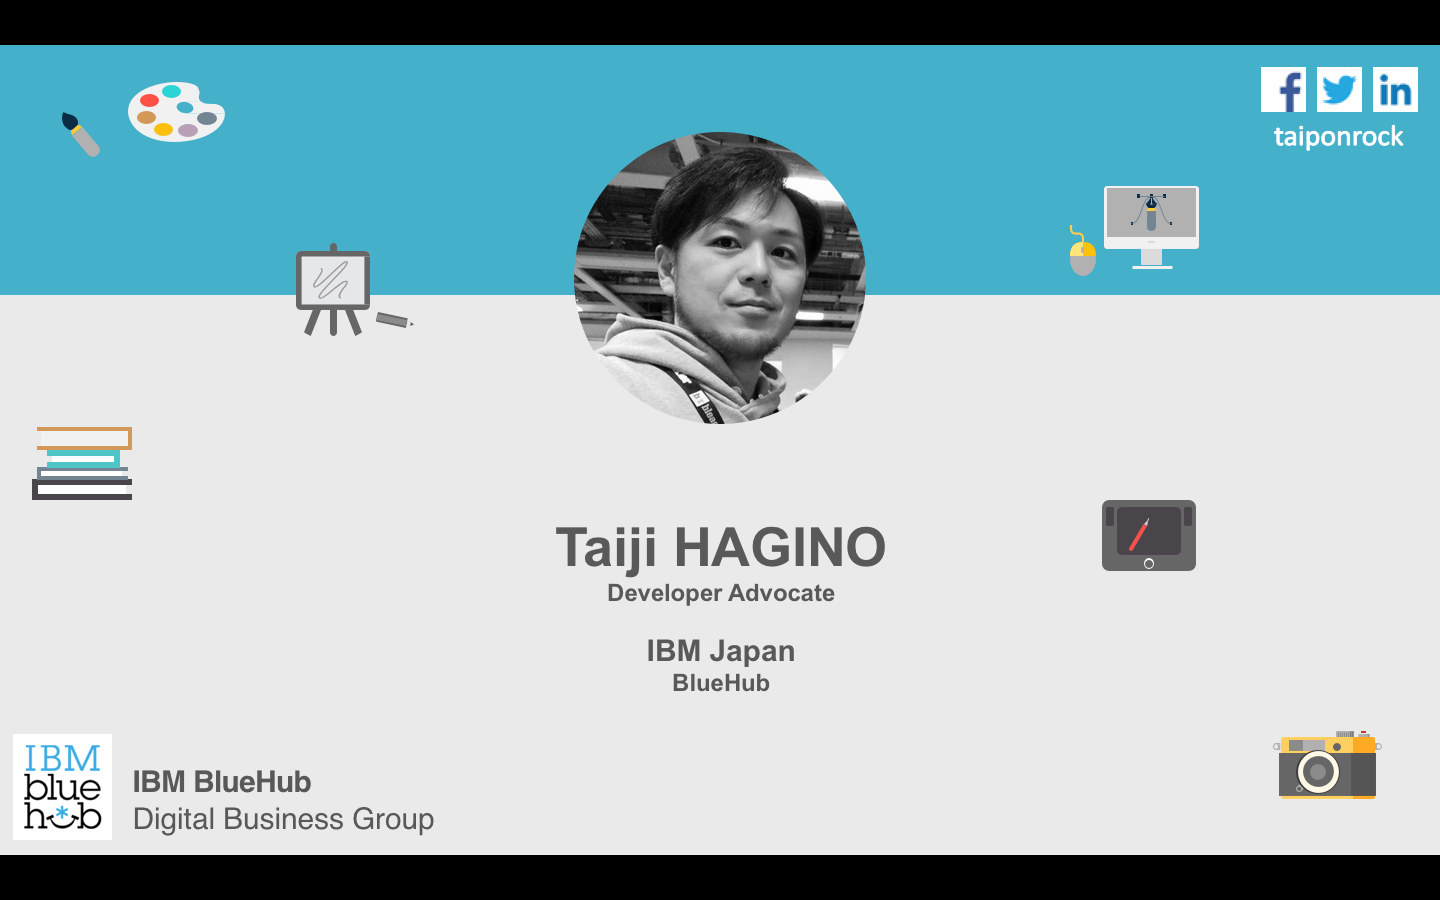 taiponrock
Taiji HAGINO
Developer Advocate
IBM Japan
BlueHub
IBM
blue
hub
IBM BlueHub
Digital Business Group